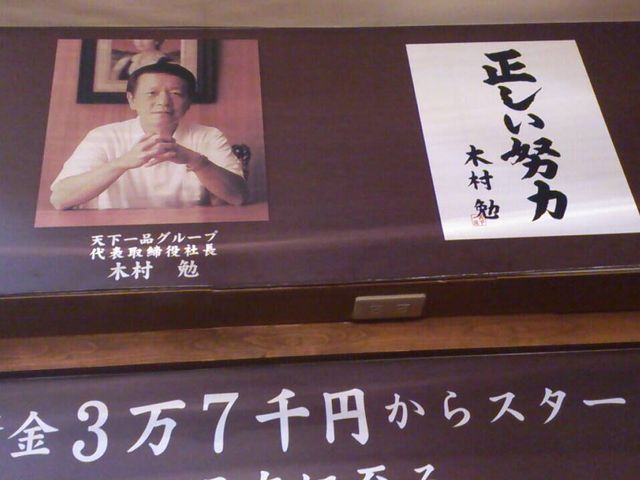 天下一品グループ
代表取締役社長
木村 勉
正しい努力
木村 勉
金3万7千円からスター